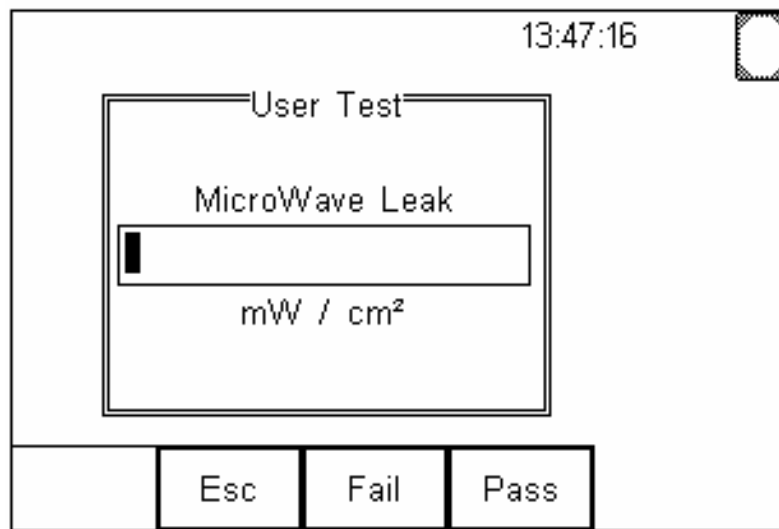 13:47:16
User Test
MicroWave Leak
mW / cm²
Esc Fail Pass